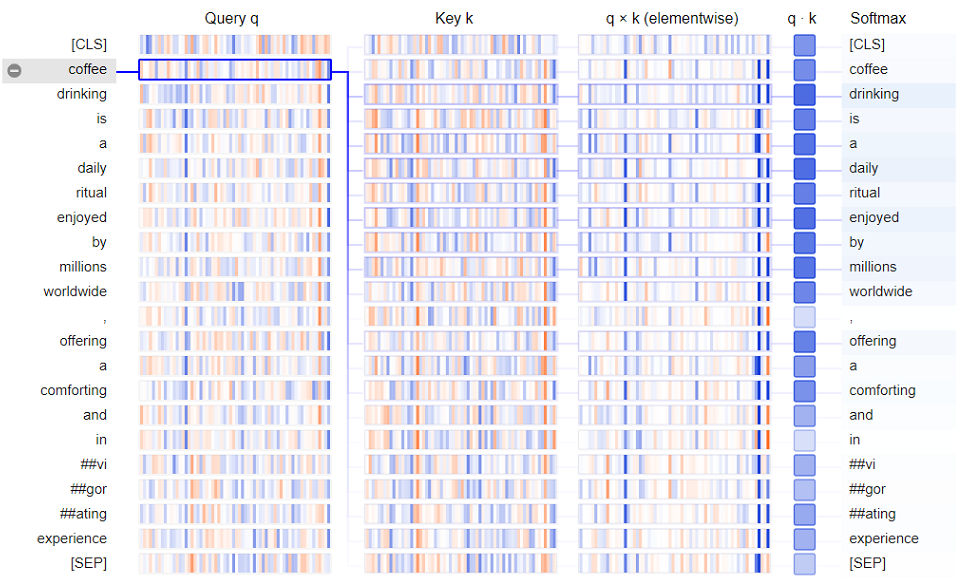 Query q Key k q × k (elementwise) q · k Softmax
[CLS] [CLS]
coffee coffee
drinking drinking
is is
a a
daily daily
ritual ritual
enjoyed enjoyed
by by
millions millions
worldwide worldwide
, ,
offering offering
a a
comforting comforting
and and
in in
##vi ##vi
##gor ##gor
##ating ##ating
experience experience
[SEP] [SEP]